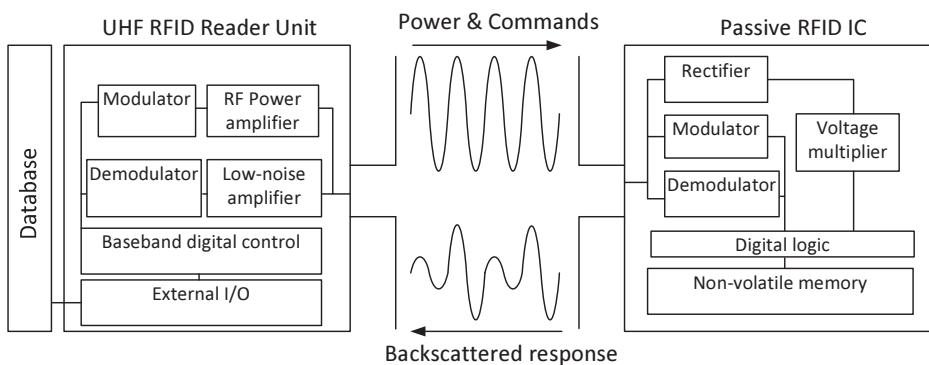 UHF RFID Reader Unit
Power & Commands
Passive RFID IC
Database
Modulator
RF Power
amplifier
Demodulator
Low-noise
amplifier
Baseband digital control
External I/O
Rectifier
Modulator
Demodulator
Voltage
multiplier
Digital logic
Non-volatile memory
Backscattered response